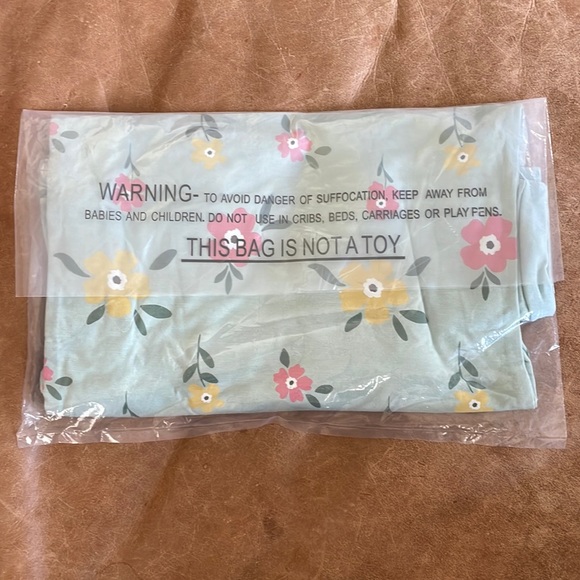 WARNING- TO AVOID DANGER OF SUFFOCATION, KEEP AWAY FROM
BABIES AND CHILDREN. DO NOT USE IN CRIBS, BEDS, CARRIAGES OR PLAY PENS.
THIS BAG IS NOT A TOY